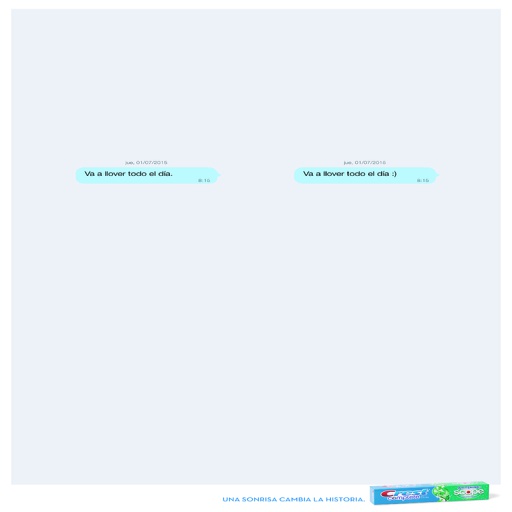 jue, 01/07/2015
Va a llover todo el día.
8:15
jue, 01/07/2015
Va a llover todo el día :)
8:15
UNA SONRISA CAMBIA LA HISTORIA.
Crest
Complete